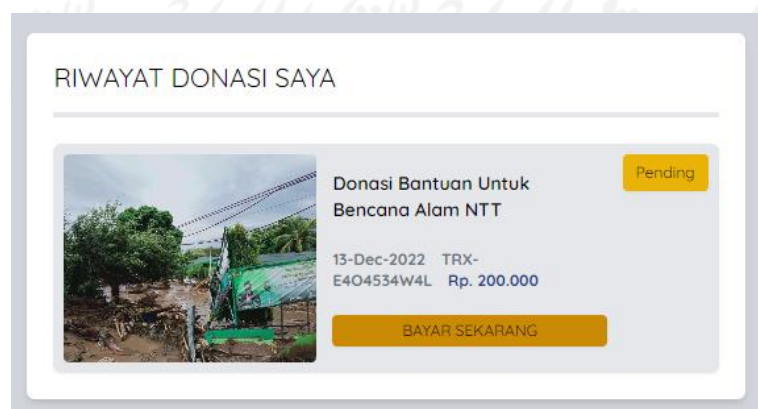 RIWAYAT DONASI SAYA
Donasi Bantuan Untuk
Bencana Alam NTT
Pending
13-Dec-2022 TRX-
E4O4534W4L Rp. 200.000
BAYAR SEKARANG